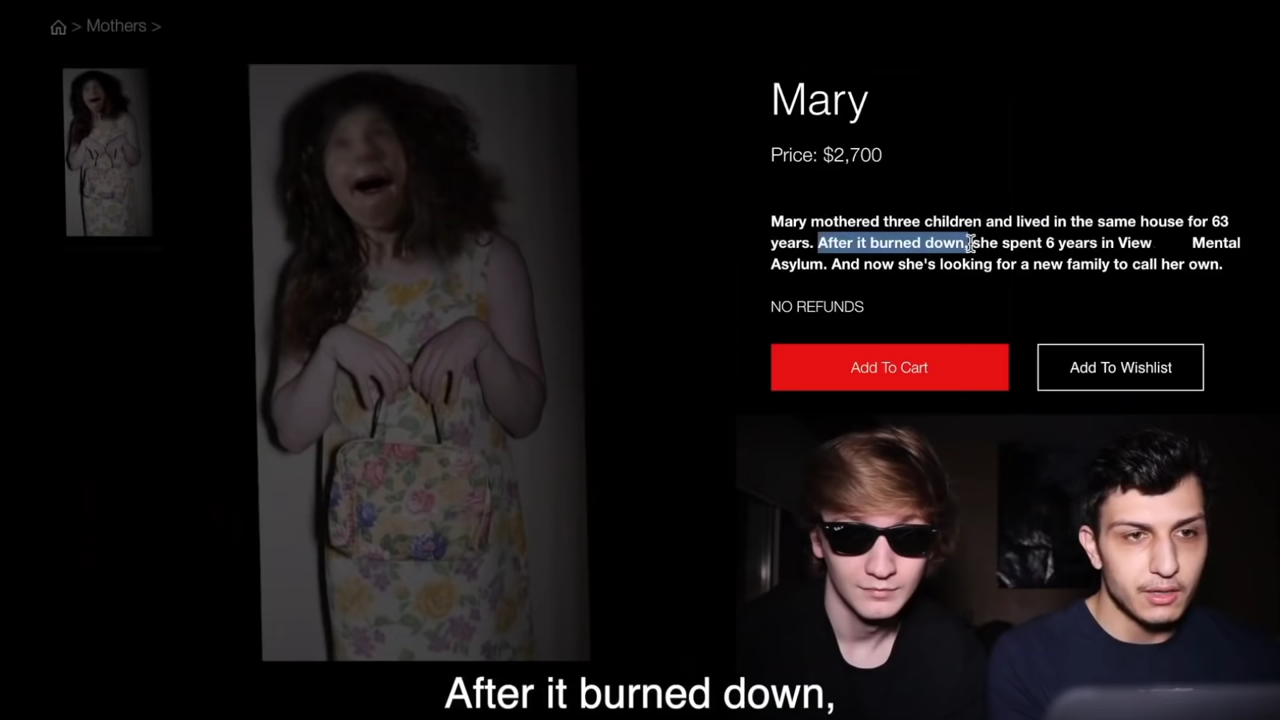 > Mothers >
Mary
Price: $2,700
Mary mothered three children and lived in the same house for 63
years. After it burned down, she spent 6 years in View Mental
Asylum. And now she's looking for a new family to call her own.
NO REFUNDS
Add To Cart
Add To Wishlist
After it burned down,